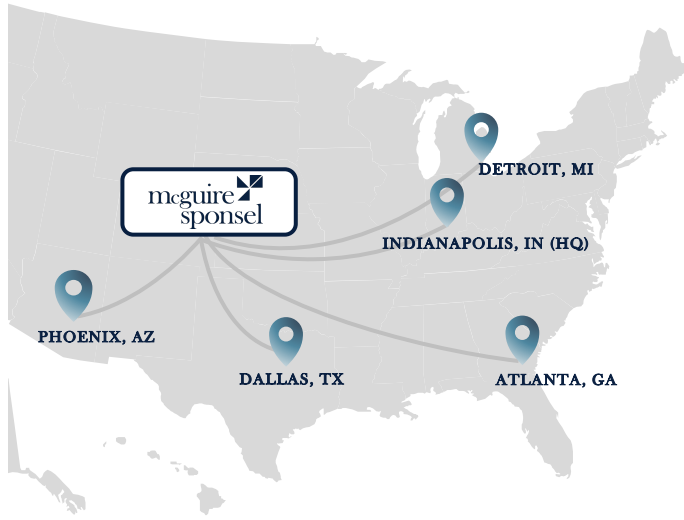 DETROIT, MI
mcguire
sponsel
INDIANAPOLIS, IN (HQ)
PHOENIX, AZ
DALLAS, TX
ATLANTA, GA